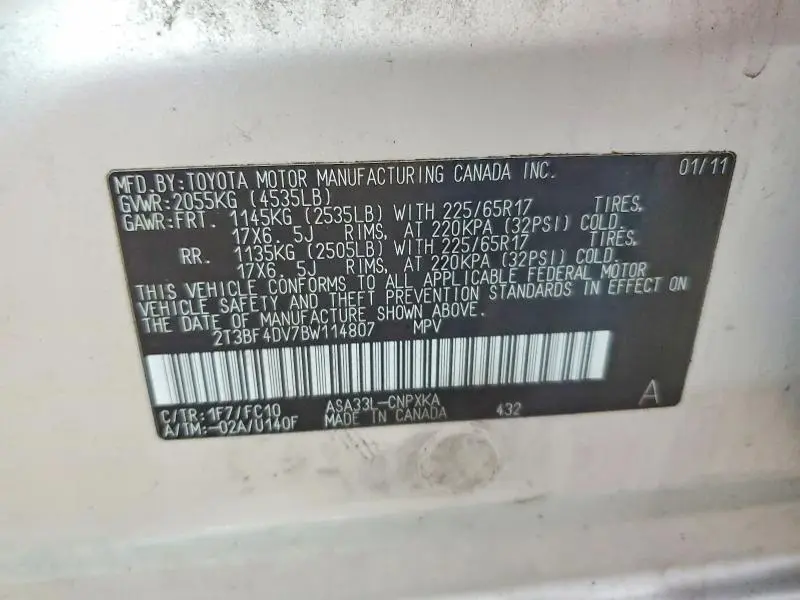 MFD.BY:TOYOTA MOTOR MANUFACTURING CANADA INC. 01/11
GVWR:2055KG (4535LB)
GAWR:FRT. 1145KG (2535LB) WITH 225/65R17 TIRES,
17X6. 5J RIMS, AT 220KPA (32PSI) COLD.
RR. 1135KG (2505LB) WITH 225/65R17 TIRES,
17X6. 5J RIMS, AT 220KPA (32PSI) COLD.
THIS VEHICLE CONFORMS TO ALL APPLICABLE FEDERAL MOTOR
VEHICLE SAFETY AND THEFT PREVENTION STANDARDS IN EFFECT ON
THE DATE OF MANUFACTURE SHOWN ABOVE.
2T3BF4DV7BW114807 MPV
C/TR:1F7/FC10 ASA33L-CNPXKA 432 A
A/TM:-02A/U140F MADE IN CANADA